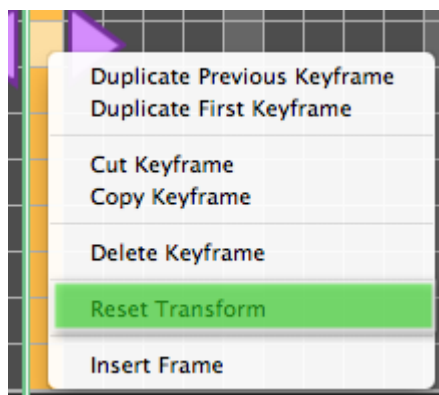 Duplicate Previous Keyframe
Duplicate First Keyframe
Cut Keyframe
Copy Keyframe
Delete Keyframe
Reset Transform
Insert Frame